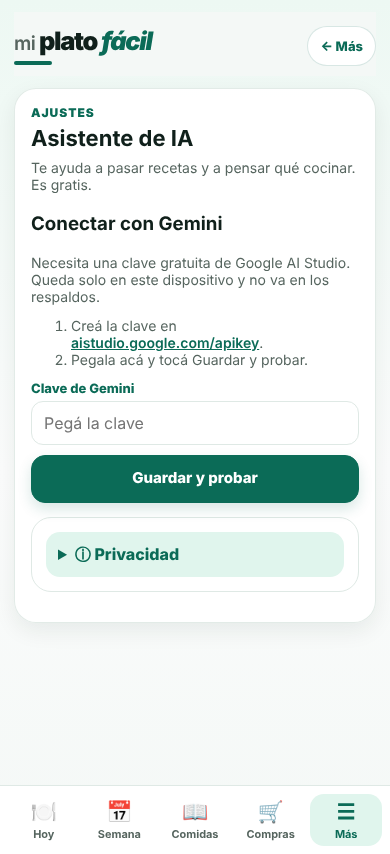 mi plato fácil
← Más
AJUSTES
Asistente de IA
Te ayuda a pasar recetas y a pensar qué cocinar.
Es gratis.
Conectar con Gemini
Necesita una clave gratuita de Google AI Studio.
Queda solo en este dispositivo y no va en los
respaldos.
1. Creá la clave en
aistudio.google.com/apikey.
2. Pegala acá y tocá Guardar y probar.
Clave de Gemini
Pegá la clave
Guardar y probar
▶ ⓘ Privacidad
Hoy
Semana
Comidas
Compras
Más